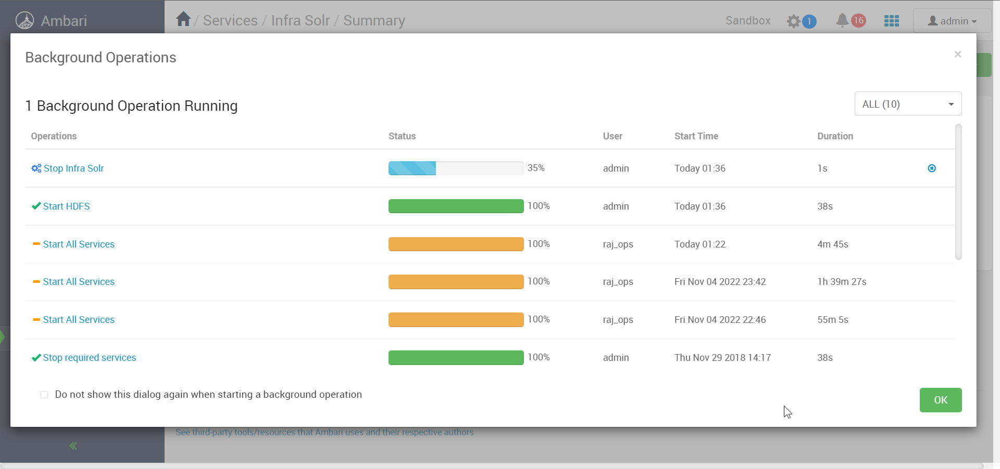 Ambari
/ Services / Infra Solr / Summary
Sandbox 1 16 admin
Background Operations ×
1 Background Operation Running
ALL (10)
Operations Status User Start Time Duration
Stop Infra Solr 35% admin Today 01:36 1s
Start HDFS 100% admin Today 01:36 38s
Start All Services 100% raj_ops Today 01:22 4m 45s
Start All Services 100% raj_ops Fri Nov 04 2022 23:42 1h 39m 27s
Start All Services 100% raj_ops Fri Nov 04 2022 22:46 55m 5s
Stop required services 100% admin Thu Nov 29 2018 14:17 38s
Do not show this dialog again when starting a background operation
OK
See third-party tools/resources that Ambari uses and their respective authors